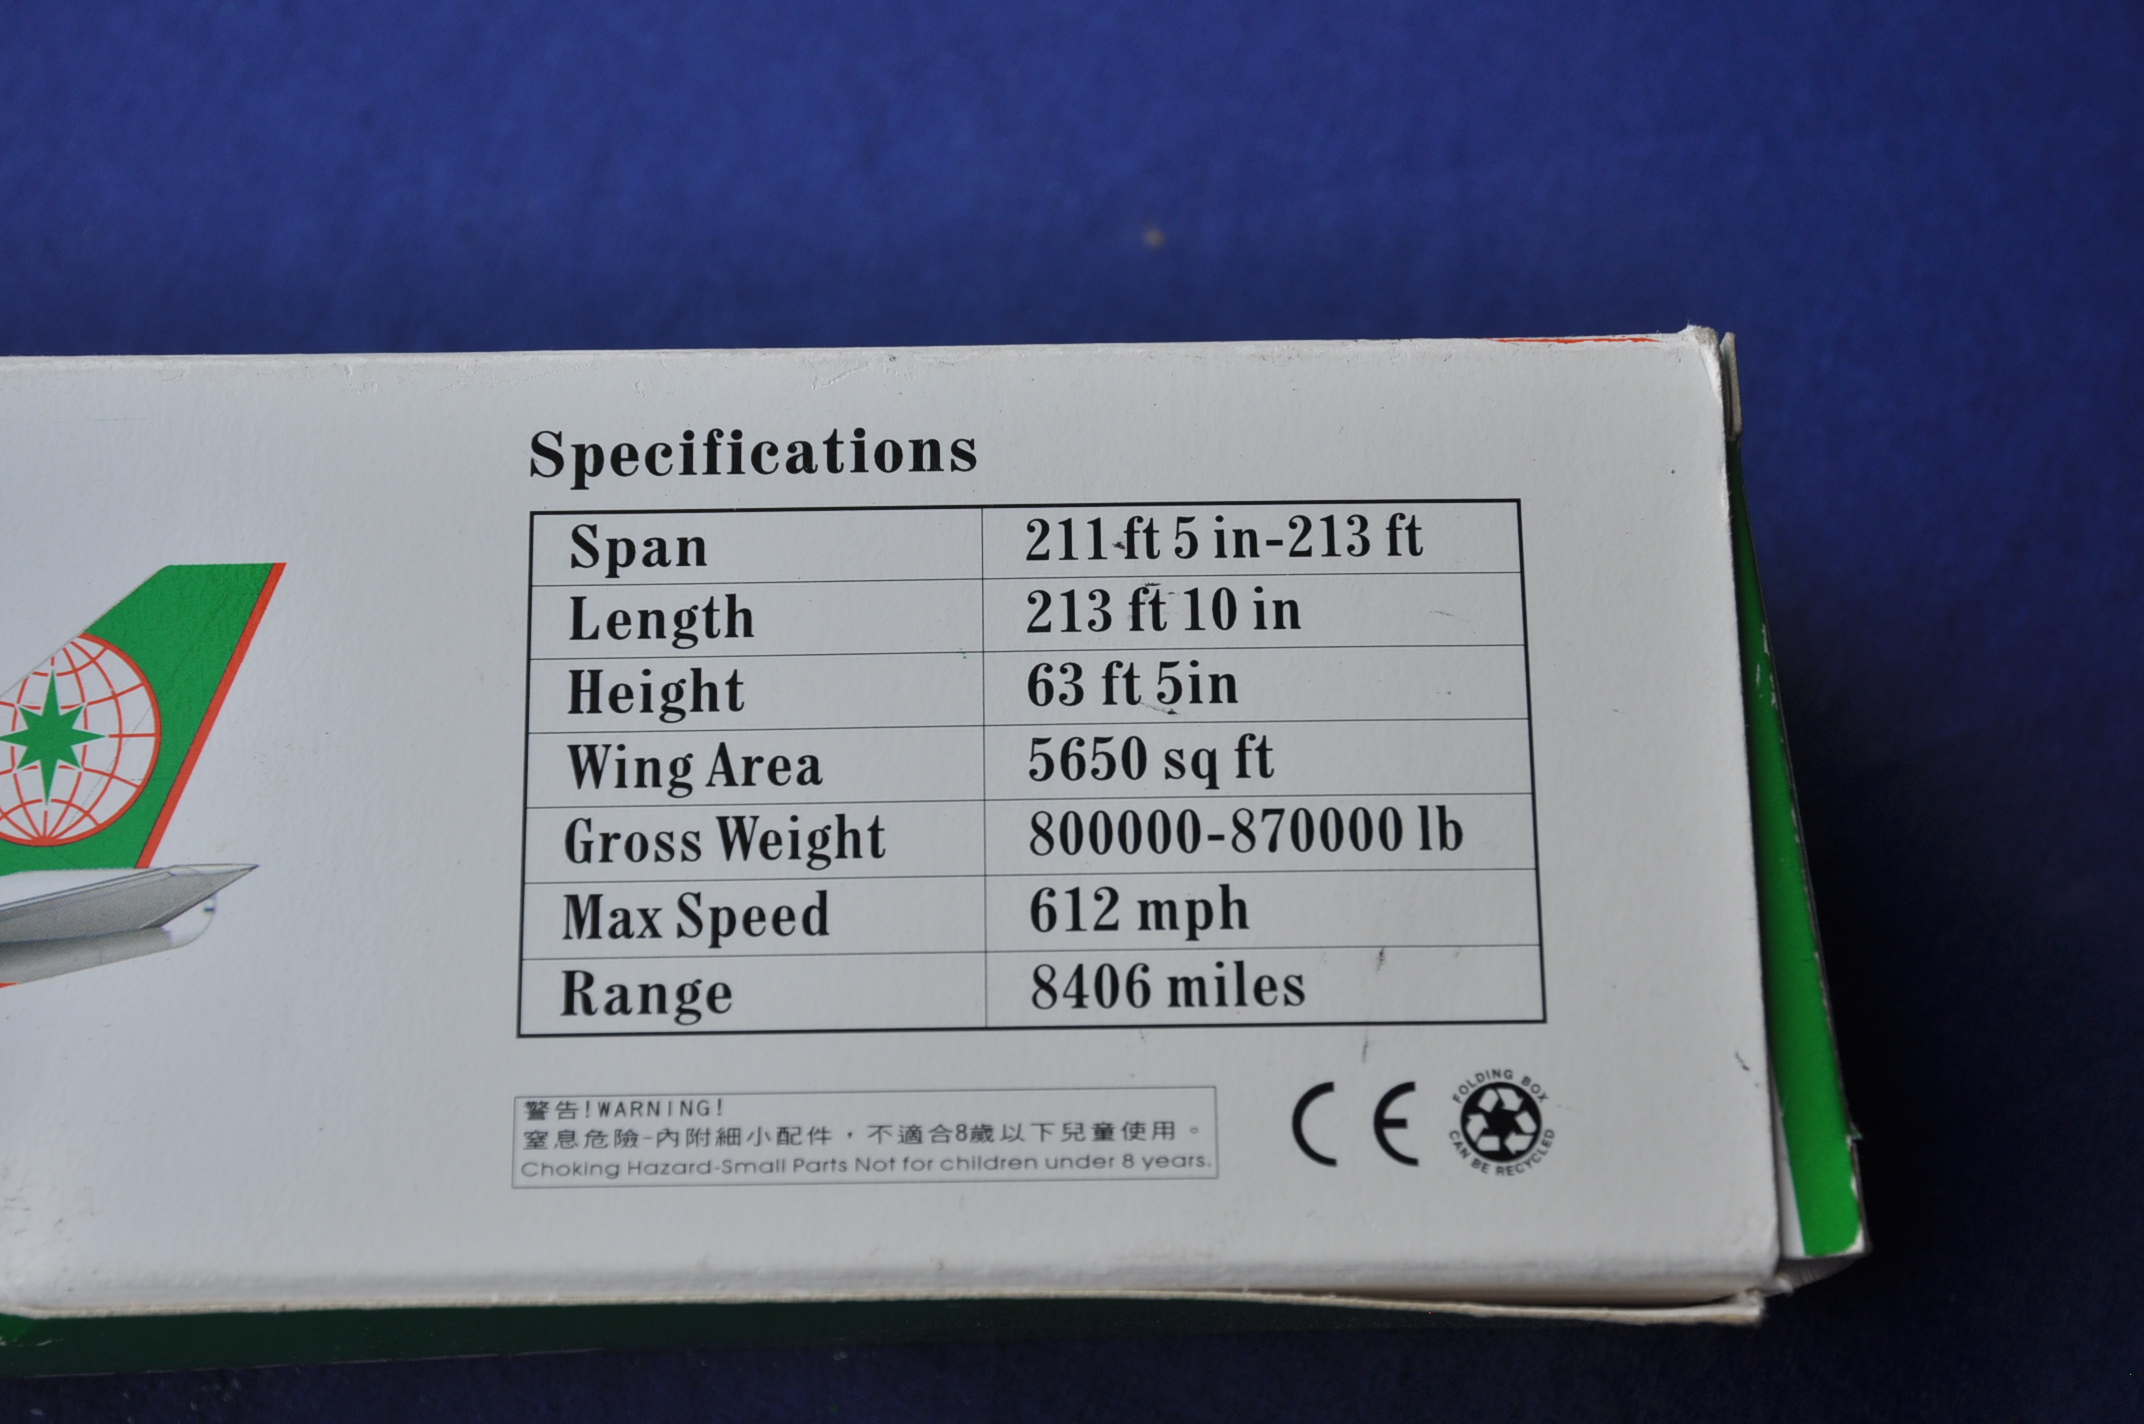 Specifications
Span 211 ft 5 in-213 ft
Length 213 ft 10 in
Height 63 ft 5in
Wing Area 5650 sq ft
Gross Weight 800000-870000 lb
Max Speed 612 mph
Range 8406 miles
警告!WARNING!
窒息危險-內附細小配件，不適合8歲以下兒童使用。
Choking Hazard-Small Parts Not for children under 8 years.
CE
FOLDING BOX
CAN BE RECYCLED